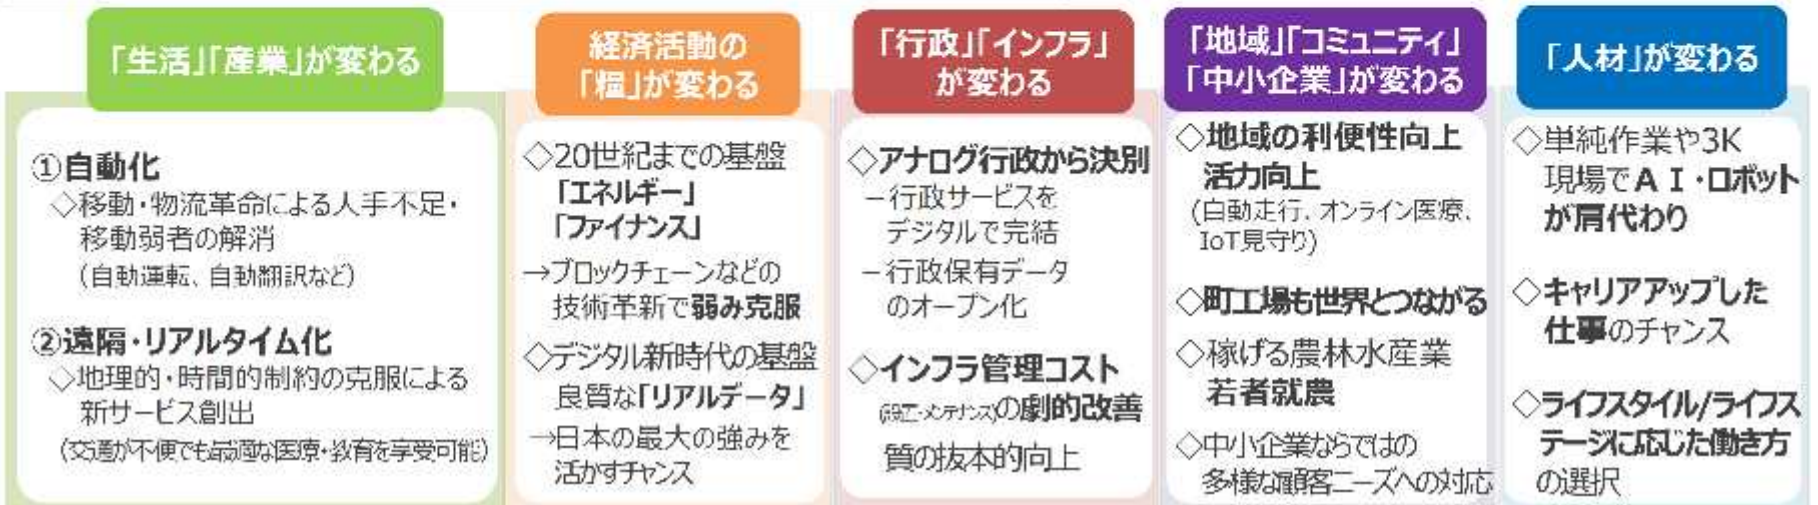 「生活」「産業」が変わる
①自動化
◇移動・物流革命による人手不足・
移動弱者の解消
(自動運転、自動翻訳など)
②遠隔・リアルタイム化
◇地理的・時間的制約の克服による
新サービス創出
(交通が不便でも最適な医療・教育を享受可能)
経済活動の
「糧」が変わる
◇20世紀までの基盤
「エネルギー」
「ファイナンス」
→ブロックチェーンなどの
技術革新で弱み克服
◇デジタル新時代の基盤
良質な「リアルデータ」
→日本の最大の強みを
活かすチャンス
「行政」「インフラ」
が変わる
◇アナログ行政から決別
－行政サービスを
デジタルで完結
－行政保有データ
のオープン化
◇インフラ管理コスト
(施工・メンテナンス)の劇的改善
質の抜本的向上
「地域」「コミュニティ」
「中小企業」が変わる
◇地域の利便性向上
活力向上
(自動走行、オンライン医療、
IoT見守り)
◇町工場も世界とつながる
◇稼げる農林水産業
若者就農
◇中小企業ならではの
多様な顧客ニーズへの対応
「人材」が変わる
◇単純作業や3K
現場でＡＩ・ロボット
が肩代わり
◇キャリアアップした
仕事のチャンス
◇ライフスタイル/ライフス
テージに応じた働き方
の選択